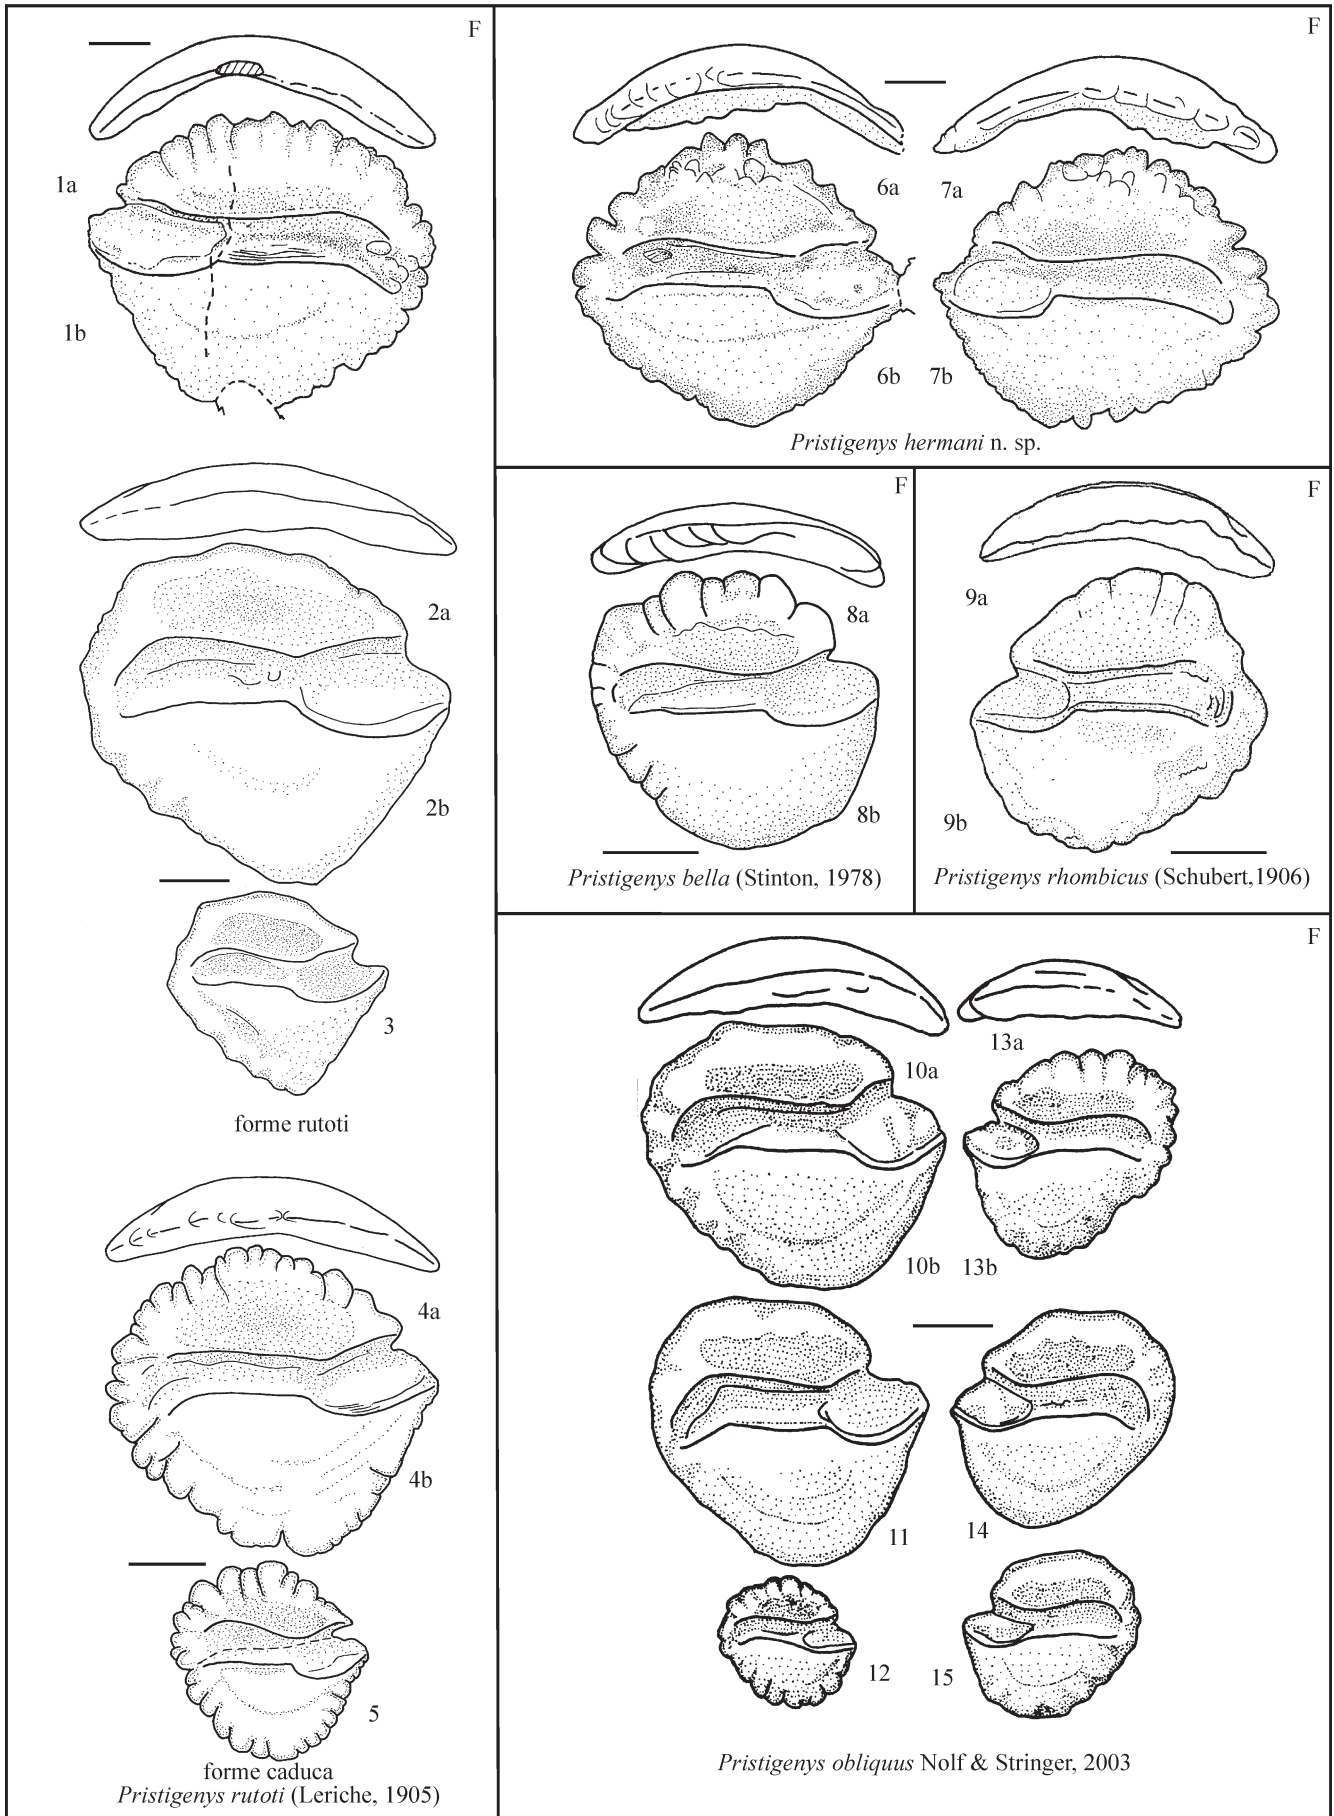 F
1a
1b
2a
2b
3
forme rutoti
4a
4b
5
forme caduca
Pristigenys rutoti (Leriche, 1905)
F
6a 7a
6b 7b
Pristigenys hermani n. sp.
F
8a
8b
Pristigenys bella (Stinton, 1978)
F
9a
9b
Pristigenys rhombicus (Schubert,1906)
F
13a
10a
10b 13b
11 14
12 15
Pristigenys obliquus Nolf & Stringer, 2003